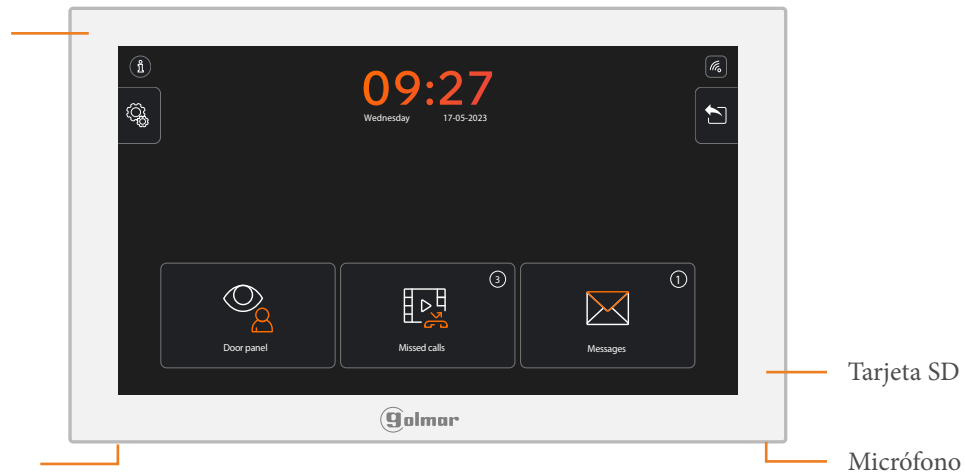 09:27
Wednesday 17-05-2023
3
1
Door panel
Missed calls
Messages
Tarjeta SD
golmar
Micrófono